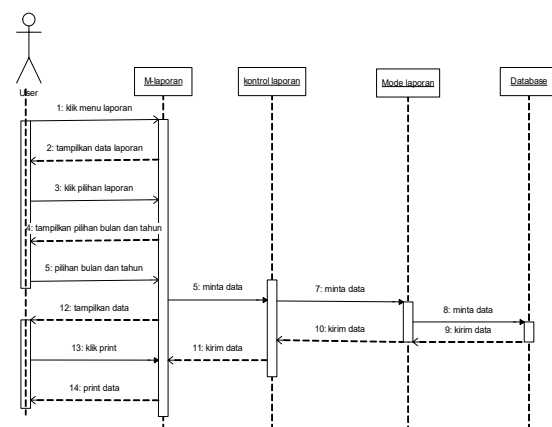 User
M-laporan
kontrol laporan
Mode laporan
Database
1: klik menu laporan
2: tampilkan data laporan
3: klik pilihan laporan
4: tampilkan pilihan bulan dan tahun
5: pilihan bulan dan tahun
5: minta data
7: minta data
8: minta data
9: kirim data
10: kirim data
11: kirim data
12: tampilkan data
13: klik print
14: print data